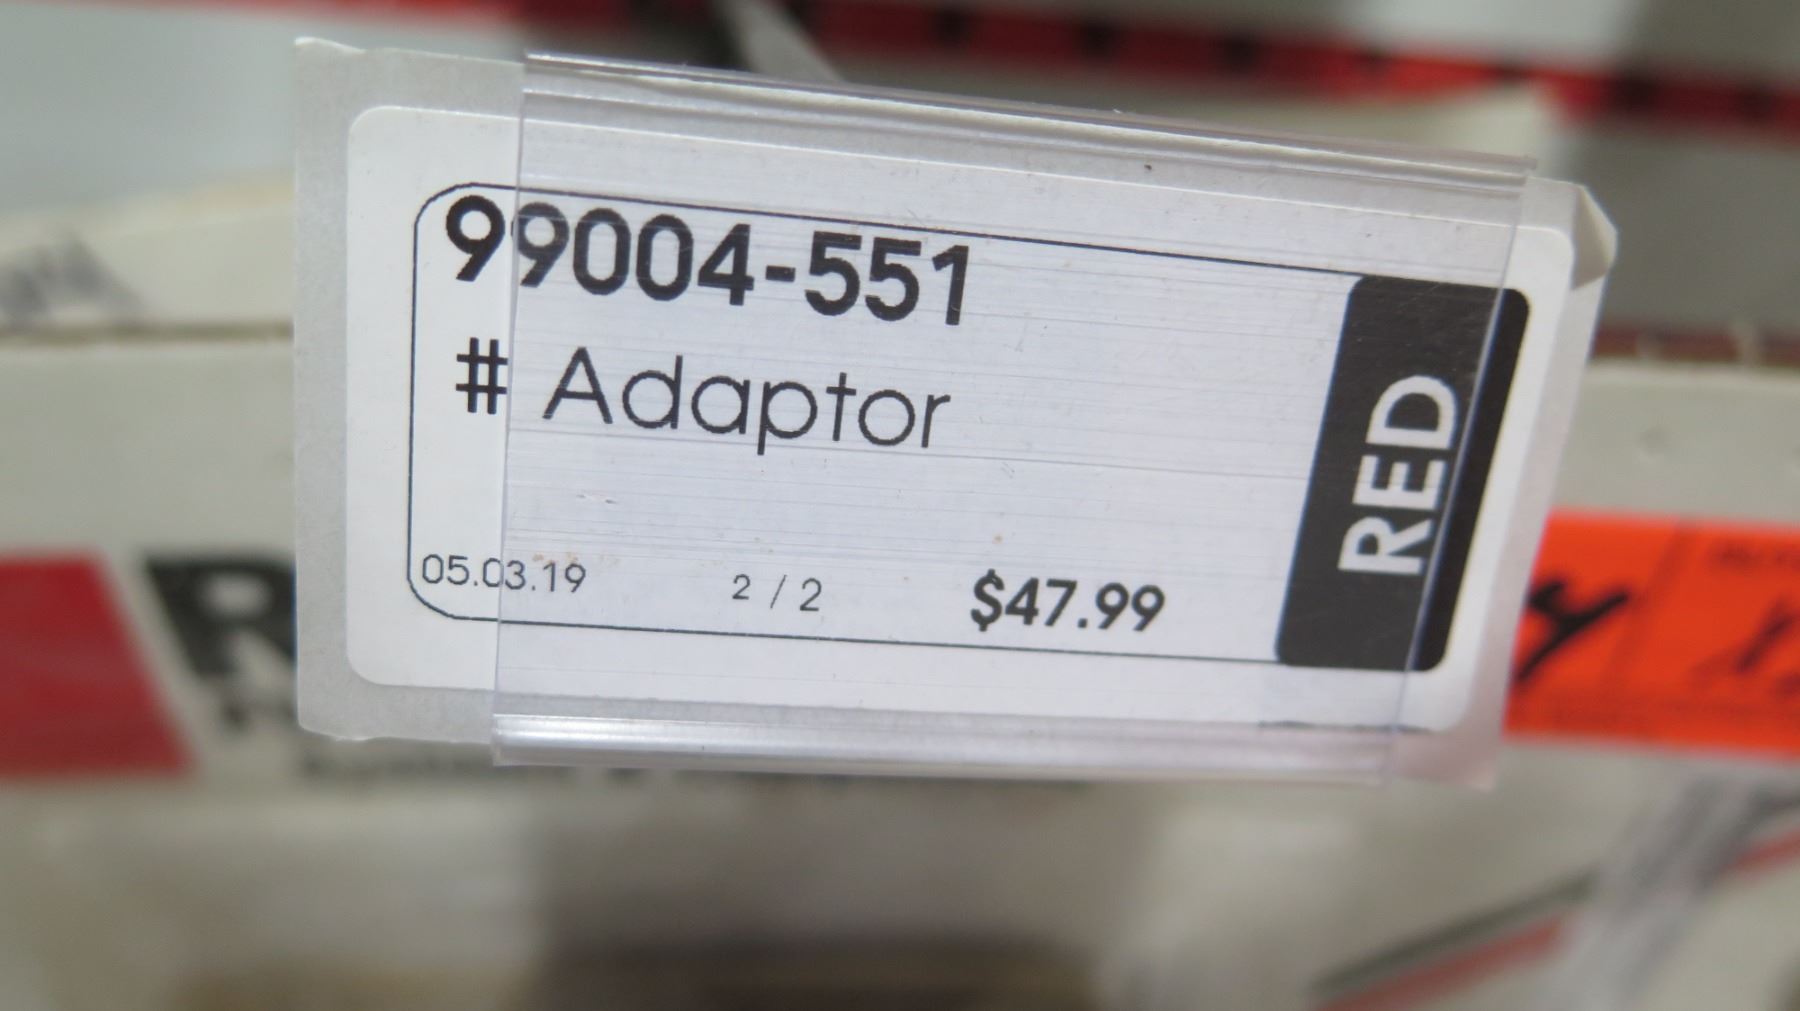 99004-551
# Adaptor
05.03.19 2 / 2 $47.99
RED